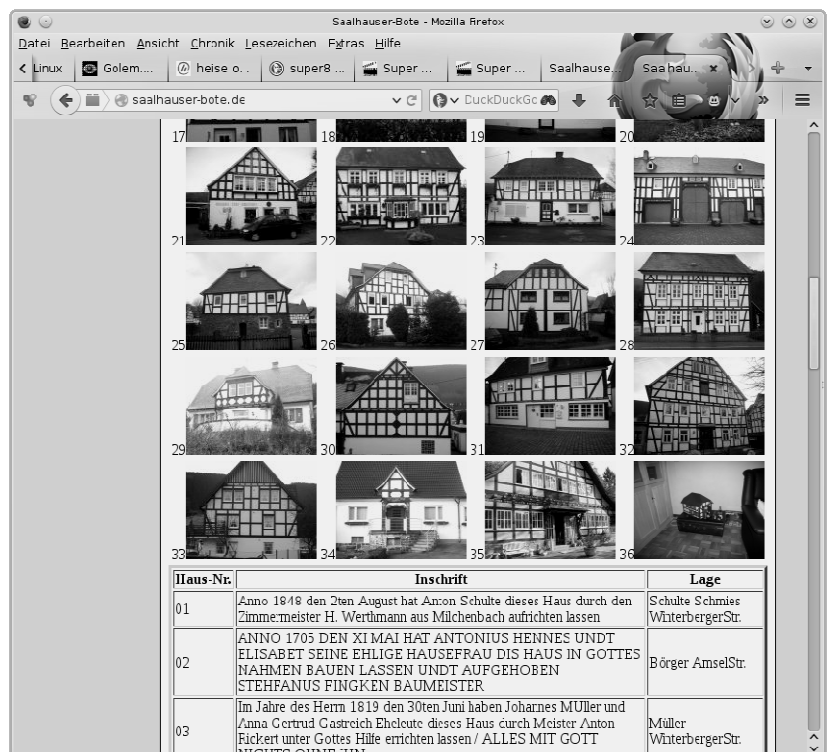 Saalhauser-Bote - Mozilla Firefox
Datei Bearbeiten Ansicht Chronik Lesezeichen Extras Hilfe
Linux Golem.... heise o. . super8 ... Super ... Super ... Saalhause... Saalhau..
saalhauser-bote.de DuckDuckGo
17 18 19 20
21 22 23 24
25 26 27 28
29 30 31 32
33 34 35 36
Haus-Nr. Inschrift Lage
01 Anno 1848 den 2ten August hat Anton Schulte dieses Haus durch den Schulte Schmies
Zimmermeister H. Werthmann aus Milchenbach aufrichten lassen WinterbergerStr.
ANNO 1705 DEN XI MAI HAT ANTONIUS HENNES UNDT
02 ELISABET SEINE EHLIGE HAUSEFRAU DIS HAUS IN GOTTES Börger AmselStr.
NAHMEN BAUEN LASSEN UNDT AUFGEHOBEN
STEHFANUS FINGKEN BAUMEISTER
Im Jahre des Herrn 1819 den 30ten Juni haben Johannes MUller und
03 Anna Gertrud Gastreich Eheleute dieses Haus durch Meister Anton Müller
Rickert unter Gottes Hilfe errichten lassen / ALLES MIT GOTT WinterbergerStr.
NICHTS OHNE IHN